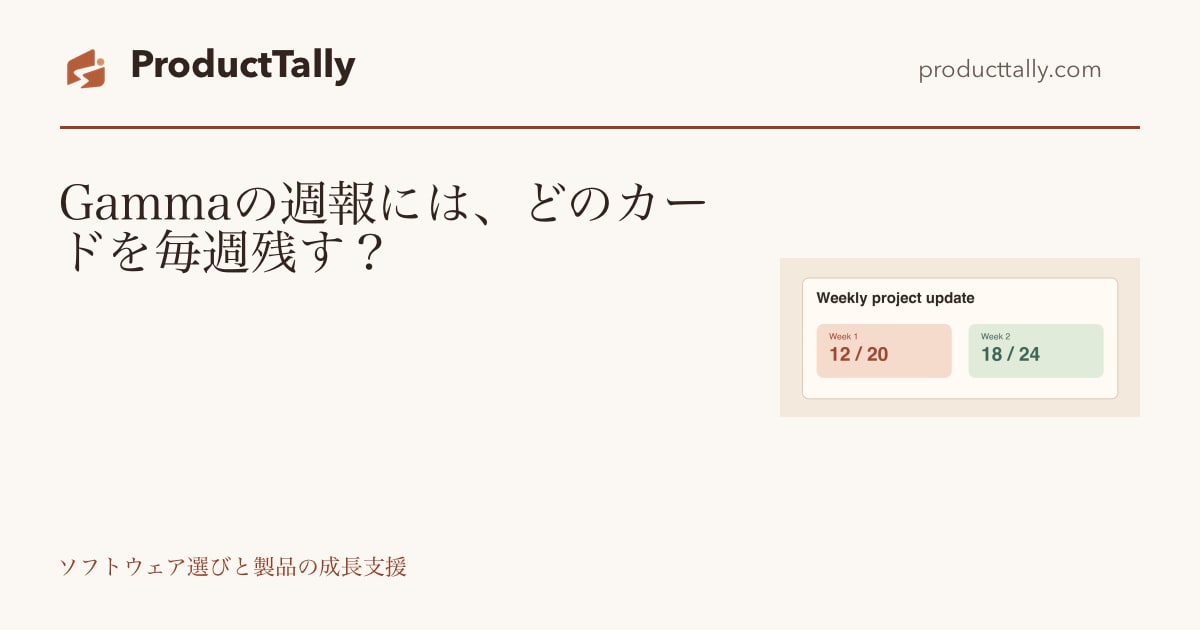 ProductTally
producttally.com
Gammaの週報には、どのカー
ドを毎週残す？
Weekly project update
Week 1
12 / 20
Week 2
18 / 24
ソフトウェア選びと製品の成長支援